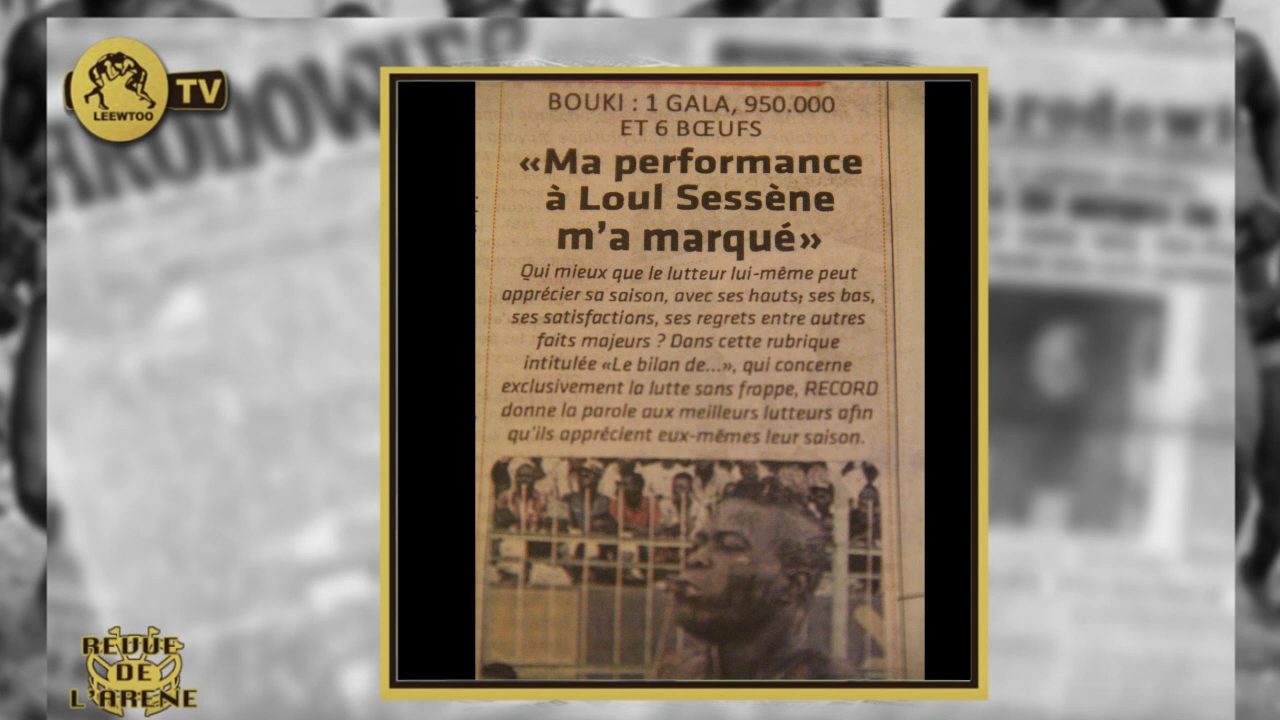 LEEWTOO
TV
BOUKI : 1 GALA, 950.000
ET 6 BŒUFS
«Ma performance
à Loul Sessène
m’a marqué»
Qui mieux que le lutteur lui-même peut
apprécier sa saison, avec ses hauts, ses bas,
ses satisfactions, ses regrets entre autres
faits majeurs ? Dans cette rubrique
intitulée «Le bilan de...», qui concerne
exclusivement la lutte sans frappe, RECORD
donne la parole aux meilleurs lutteurs afin
qu'ils apprécient eux-mêmes leur saison.
REVUE
DE
L'ARENE